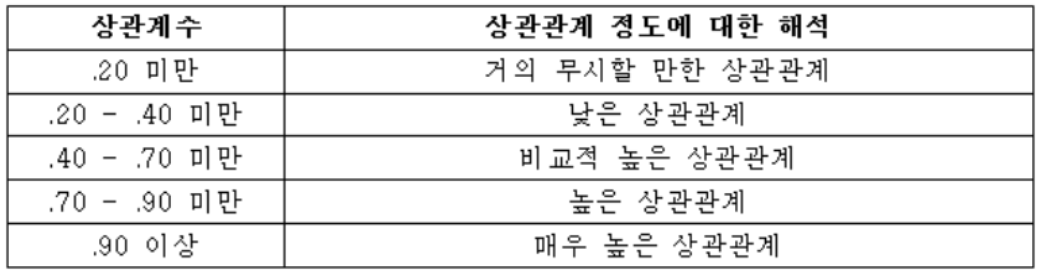 상관계수 상관관계 정도에 대한 해석
.20 미만 거의 무시할 만한 상관관계
.20 - .40 미만 낮은 상관관계
.40 - .70 미만 비교적 높은 상관관계
.70 - .90 미만 높은 상관관계
.90 이상 매우 높은 상관관계